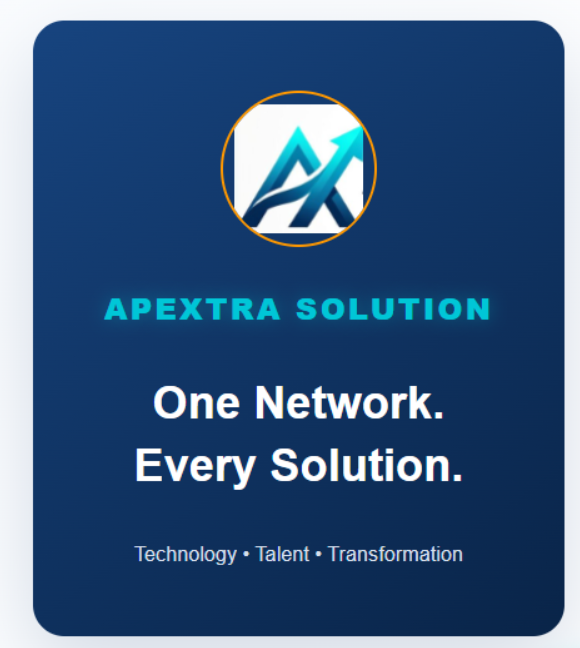 APEXTRA SOLUTION
One Network.
Every Solution.
Technology • Talent • Transformation